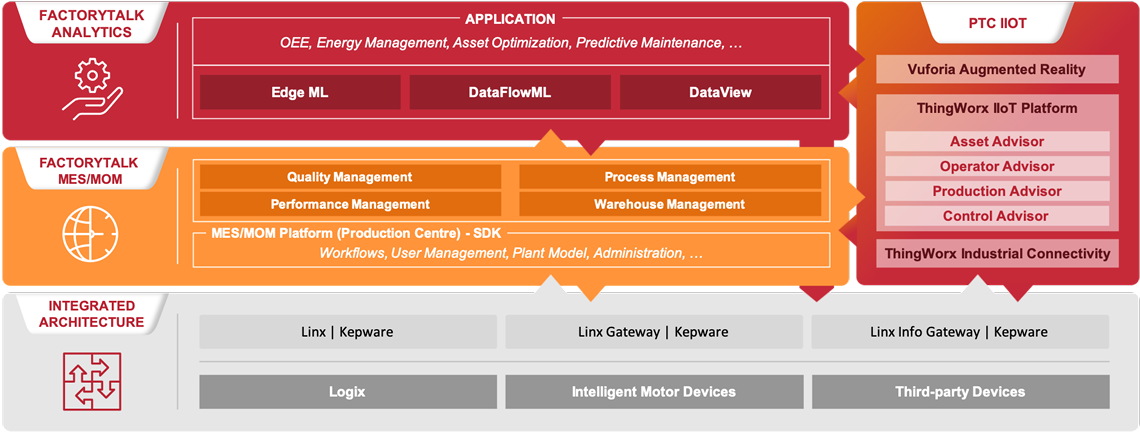 FACTORYTALK
ANALYTICS
APPLICATION
OEE, Energy Management, Asset Optimization, Predictive Maintenance, …
Edge ML
DataFlowML
DataView
FACTORYTALK
MES/MOM
Quality Management
Process Management
Performance Management
Warehouse Management
MES/MOM Platform (Production Centre) - SDK
Workflows, User Management, Plant Model, Administration, …
PTC IIOT
Vuforia Augmented Reality
ThingWorx IIoT Platform
Asset Advisor
Operator Advisor
Production Advisor
Control Advisor
ThingWorx Industrial Connectivity
INTEGRATED
ARCHITECTURE
Linx | Kepware
Linx Gateway | Kepware
Linx Info Gateway | Kepware
Logix
Intelligent Motor Devices
Third-party Devices